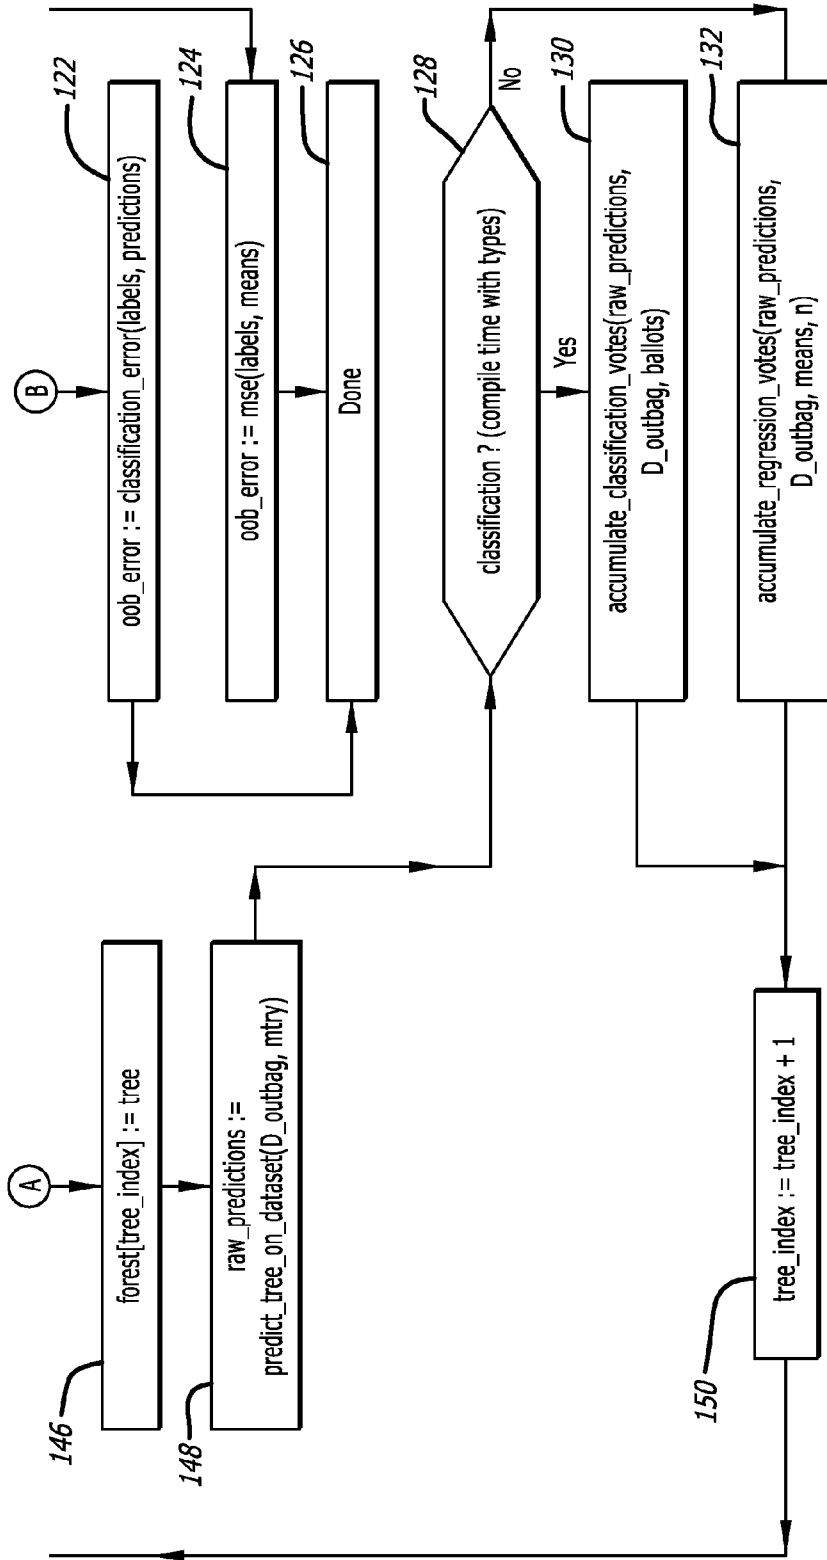 A
146
forest[tree_index] := tree
148
raw_predictions :=
predict_tree_on_dataset(D_outbag, mtry)
B
122
oob_error := classification_error(labels, predictions)
124
oob_error := mse(labels, means)
126
Done
128
classification ? (compile time with types)
No
Yes
130
accumulate_classification_votes(raw_predictions,
D_outbag, ballots)
132
accumulate_regression_votes(raw_predictions,
D_outbag, means, n)
150
tree_index := tree_index + 1